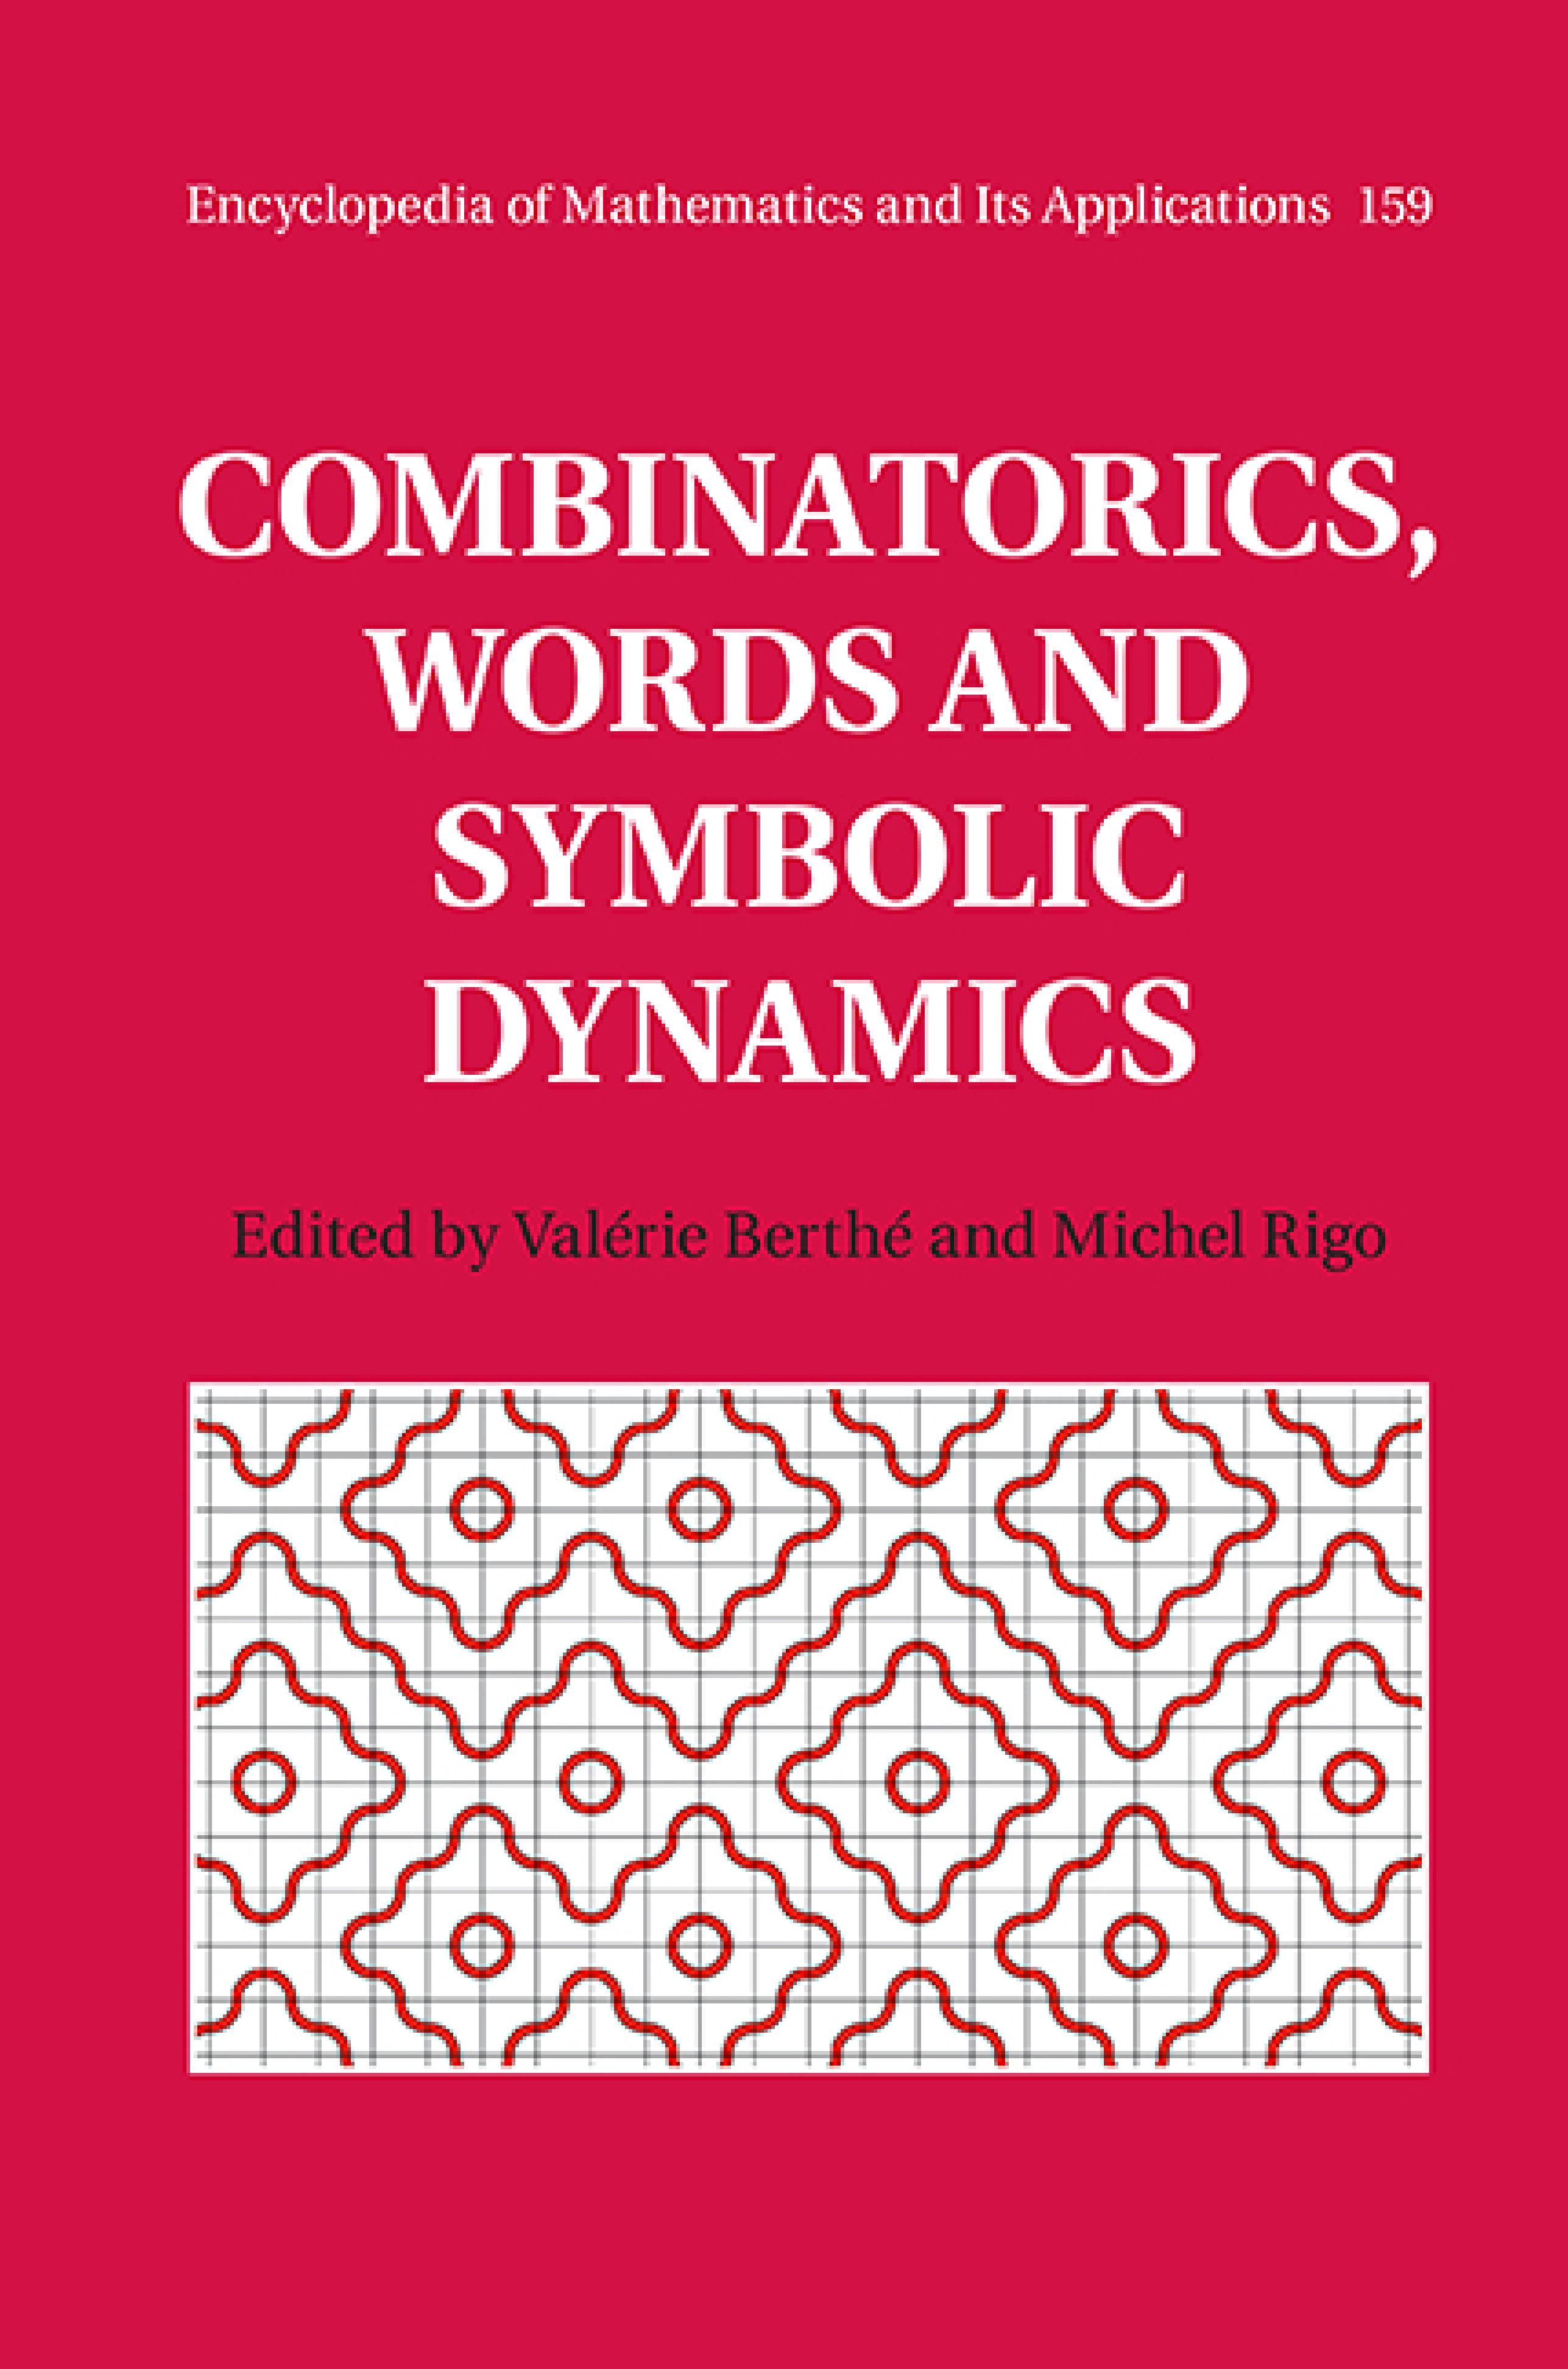 Encyclopedia of Mathematics and Its Applications 159
COMBINATORICS,
WORDS AND
SYMBOLIC
DYNAMICS
Edited by Valérie Berthé and Michel Rigo